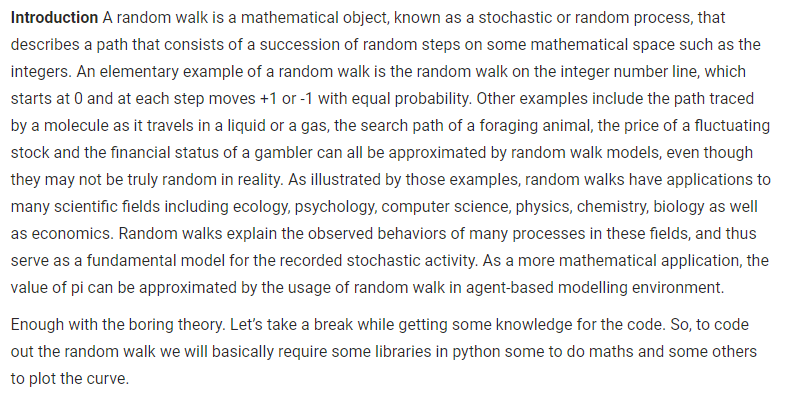 Introduction A random walk is a mathematical object, known as a stochastic or random process, that
describes a path that consists of a succession of random steps on some mathematical space such as the
integers. An elementary example of a random walk is the random walk on the integer number line, which
starts at 0 and at each step moves +1 or -1 with equal probability. Other examples include the path traced
by a molecule as it travels in a liquid or a gas, the search path of a foraging animal, the price of a fluctuating
stock and the financial status of a gambler can all be approximated by random walk models, even though
they may not be truly random in reality. As illustrated by those examples, random walks have applications to
many scientific fields including ecology, psychology, computer science, physics, chemistry, biology as well
as economics. Random walks explain the observed behaviors of many processes in these fields, and thus
serve as a fundamental model for the recorded stochastic activity. As a more mathematical application, the
value of pi can be approximated by the usage of random walk in agent-based modelling environment.
Enough with the boring theory. Let’s take a break while getting some knowledge for the code. So, to code
out the random walk we will basically require some libraries in python some to do maths and some others
to plot the curve.